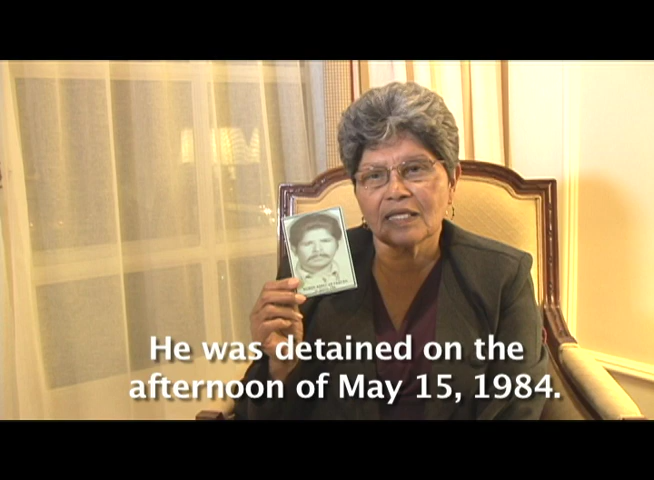 He was detained on the
afternoon of May 15, 1984.